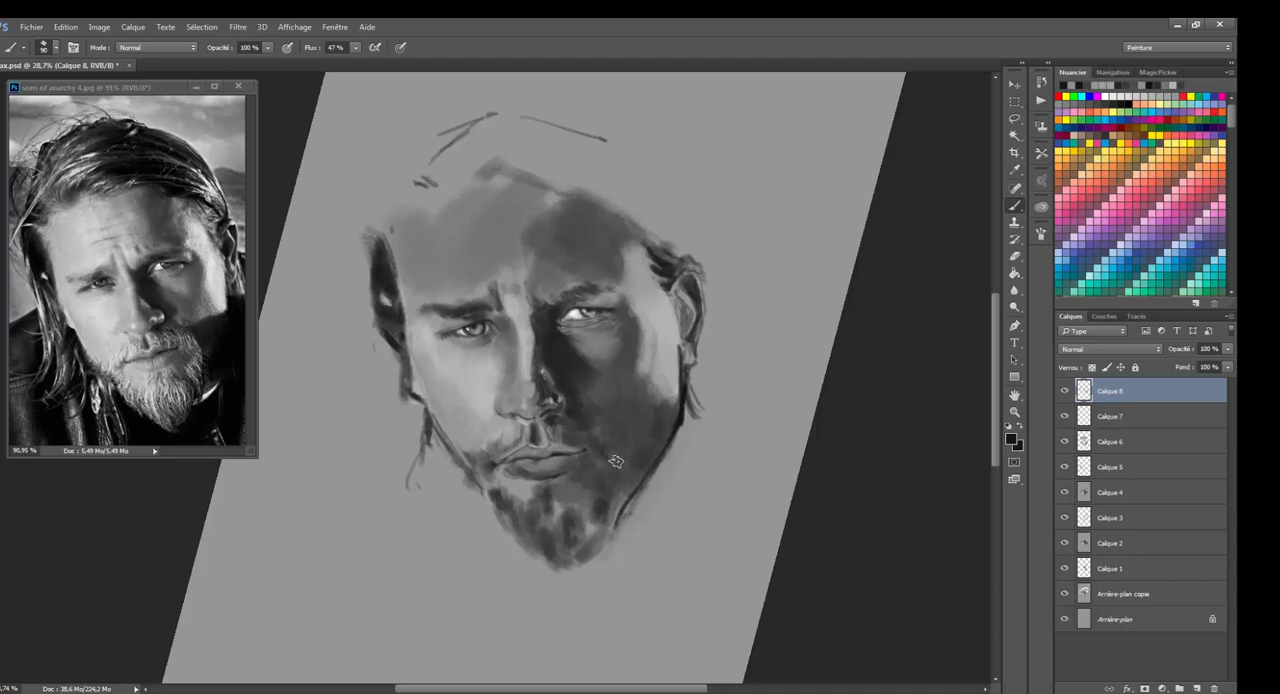 Fichier Edition Image Calque Texte Sélection Filtre 3D Affichage Fenêtre Aide
90 Mode : Normal Opacité : 100 % Flux : 47 % Peinture
ax.psd @ 28,7% (Calque 8, RVB/8) * ×
Ps sons of anarchy 4.jpg @ 91% (RVB/8*)
Nuancier Navigation MagicPicker
Calques Couches Tracés
Type
Normal Opacité : 100 %
Verrou : Fond : 100 %
Calque 8
Calque 7
Calque 6
Calque 5
Calque 4
Calque 3
Calque 2
Calque 1
Arrière-plan copie
Arrière-plan
90,95 % Doc : 5,49 Mo/5,49 Mo
,74 % Doc : 38,6 Mo/224,2 Mo